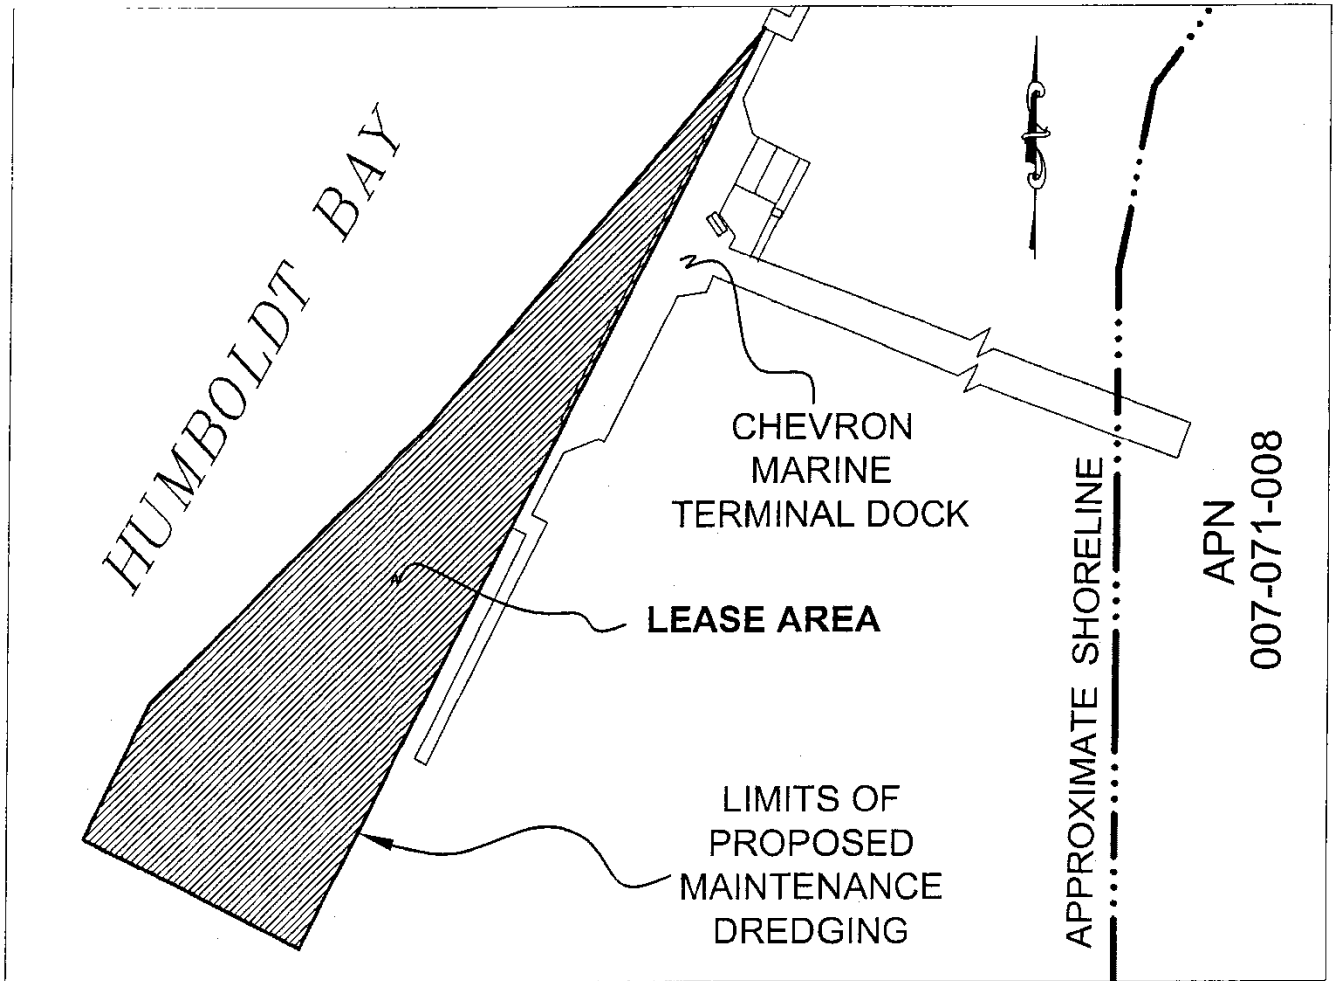 HUMBOLDT BAY
CHEVRON
MARINE
TERMINAL DOCK
LEASE AREA
LIMITS OF
PROPOSED
MAINTENANCE
DREDGING
APPROXIMATE SHORELINE
APN
007-071-008